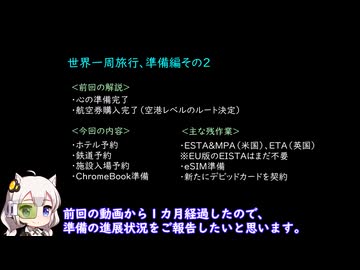 世界一周旅行、準備編その２
＜前回の解説＞
・心の準備完了
・航空券購入完了（空港レベルのルート決定）
＜今回の内容＞
・ホテル予約
・鉄道予約
・施設入場予約
・ChromeBook準備
＜主な残作業＞
・ESTA&MPA（米国）、ETA（英国）
※EU版のEISTAはまだ不要
・eSIM準備
・新たにデビッドカードを契約
前回の動画から１カ月経過したので、
準備の進展状況をご報告したいと思います。